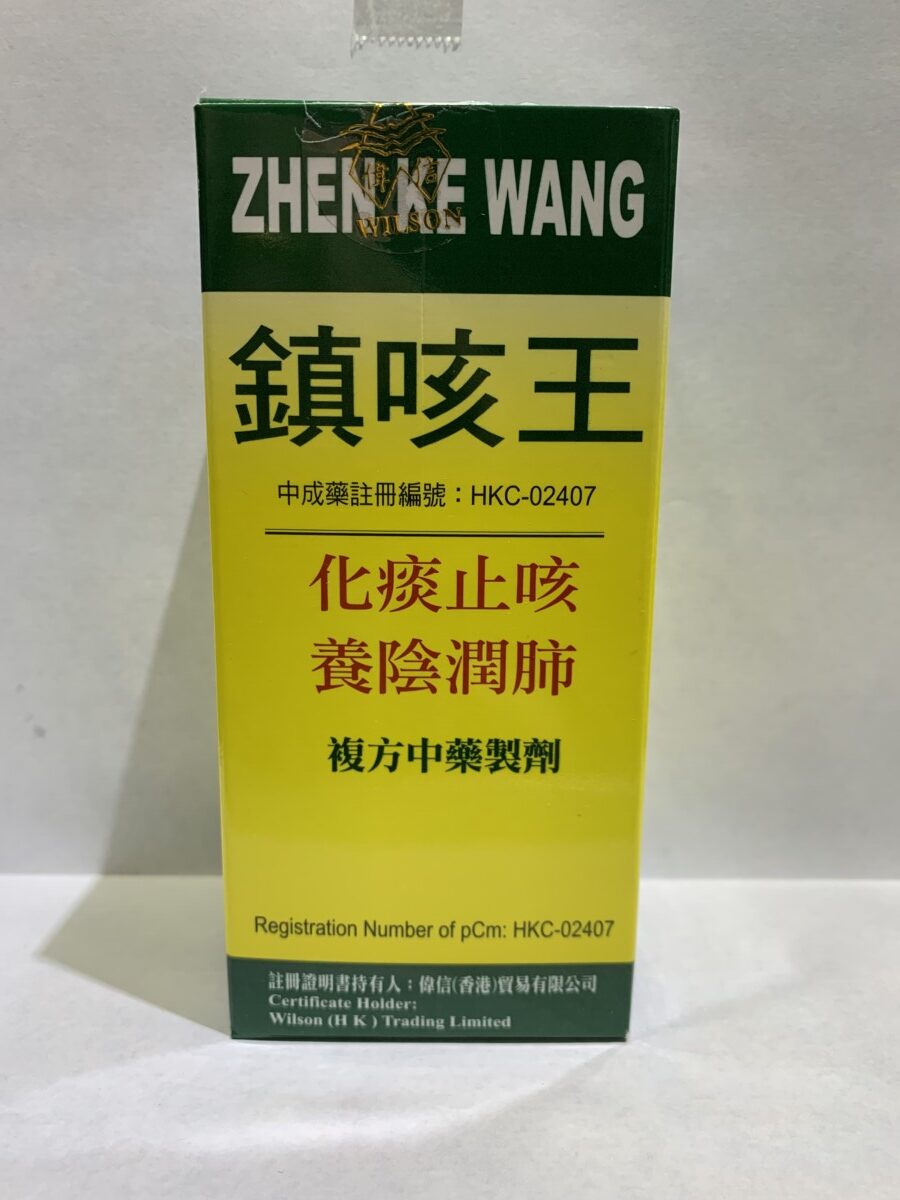 ZHEN KE WANG
偉信
WILSON
鎮咳王
中成藥註冊編號：HKC-02407
化痰止咳
養陰潤肺
複方中藥製劑
Registration Number of pCm: HKC-02407
註冊證明書持有人：偉信(香港)貿易有限公司
Certificate Holder:
Wilson (H K ) Trading Limited